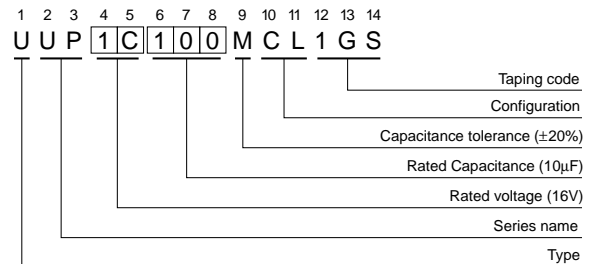 1 2 3 4 5 6 7 8 9 10 11 12 13 14
U U P 1 C 1 0 0 M C L 1 G S
Taping code
Configuration
Capacitance tolerance (±20%)
Rated Capacitance (10µF)
Rated voltage (16V)
Series name
Type